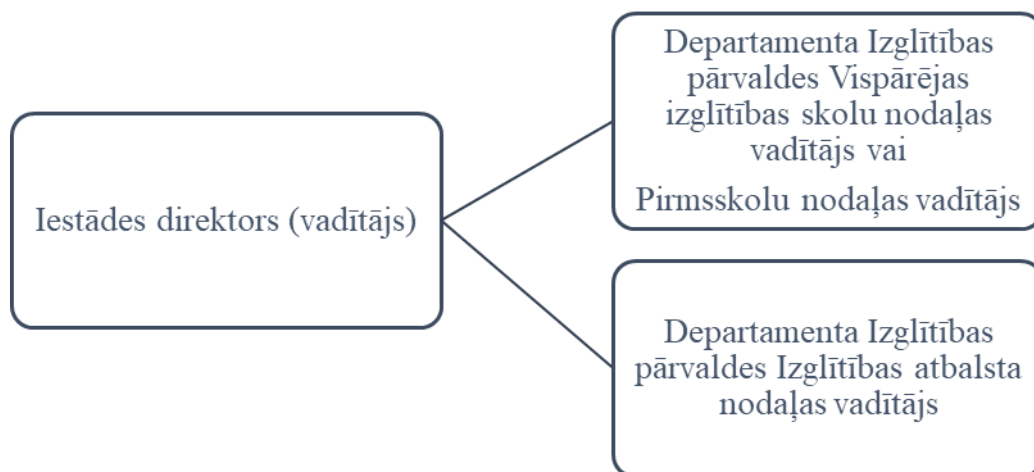 Iestādes direktors (vadītājs)
Departamenta Izglītības
pārvaldes Vispārējas
izglītības skolu nodaļas
vadītājs vai
Pirmsskolu nodaļas vadītājs
Departamenta Izglītības
pārvaldes Izglītības atbalsta
nodaļas vadītājs